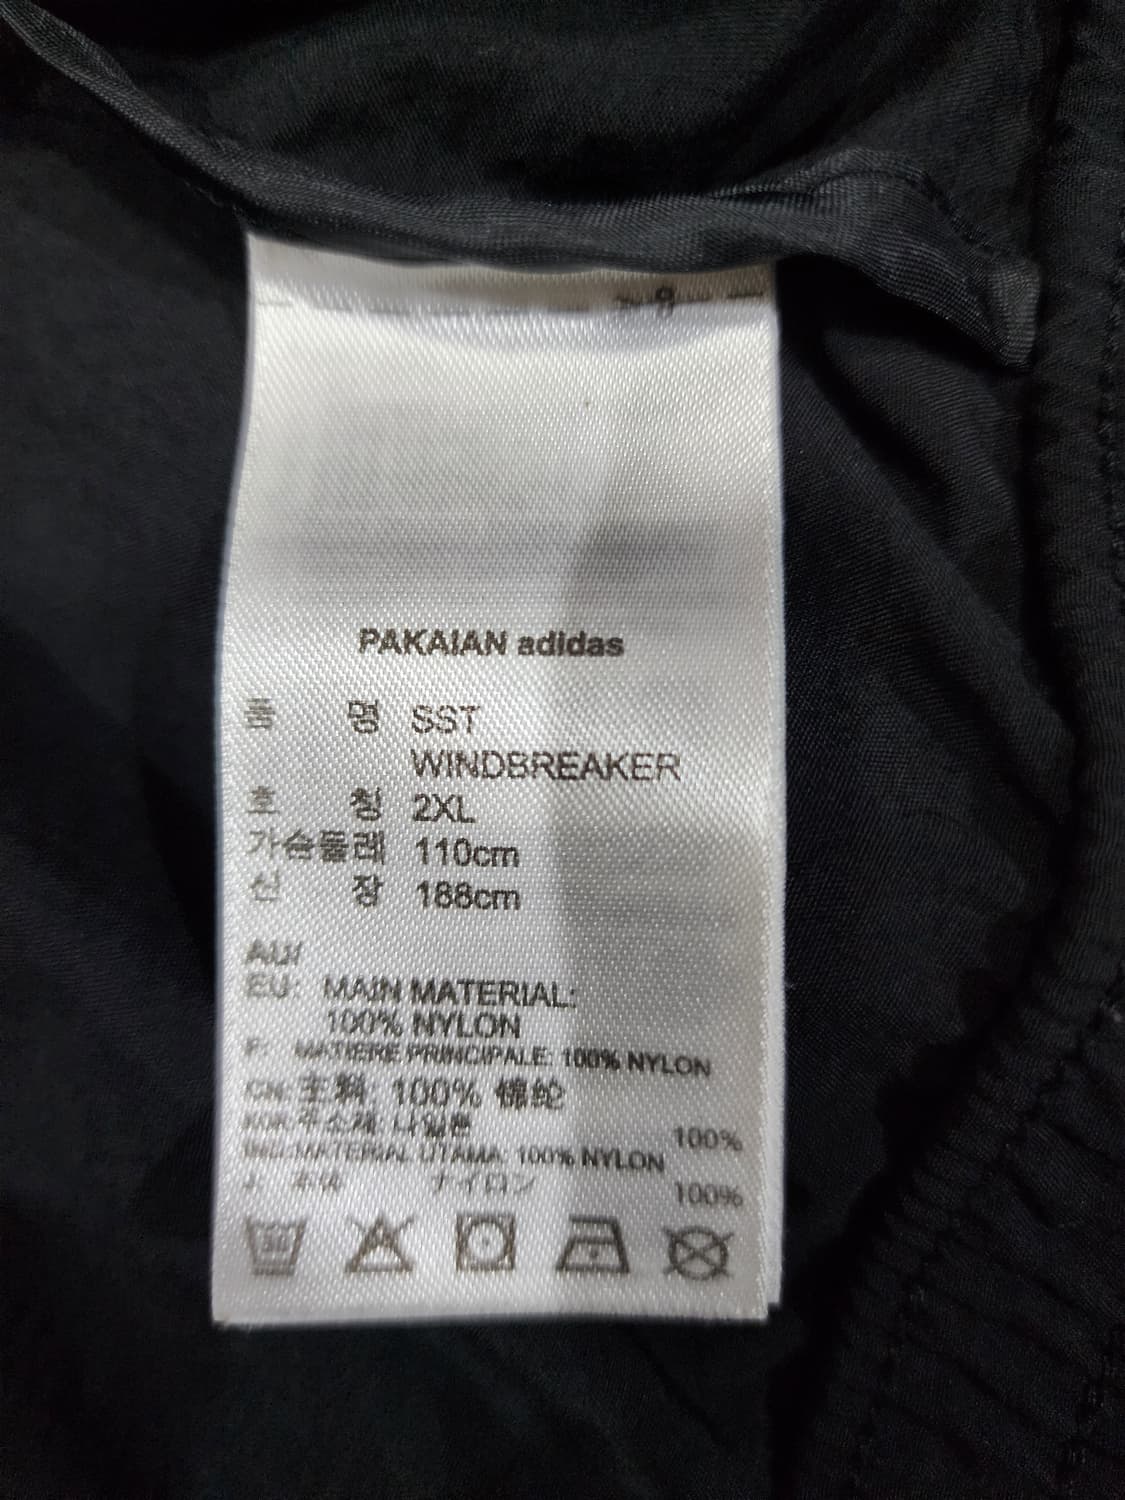 PAKAIAN adidas
품 명 SST
WINDBREAKER
호 칭 2XL
가슴둘레 110cm
신 장 188cm
AU/
EU: MAIN MATERIAL:
100% NYLON
F: MATIERE PRINCIPALE: 100% NYLON
CN: 主料: 100% 锦纶
KOR: 주소재 나일론 100%
IND: MATERIAL UTAMA: 100% NYLON
J: 本体 ナイロン 100%
30